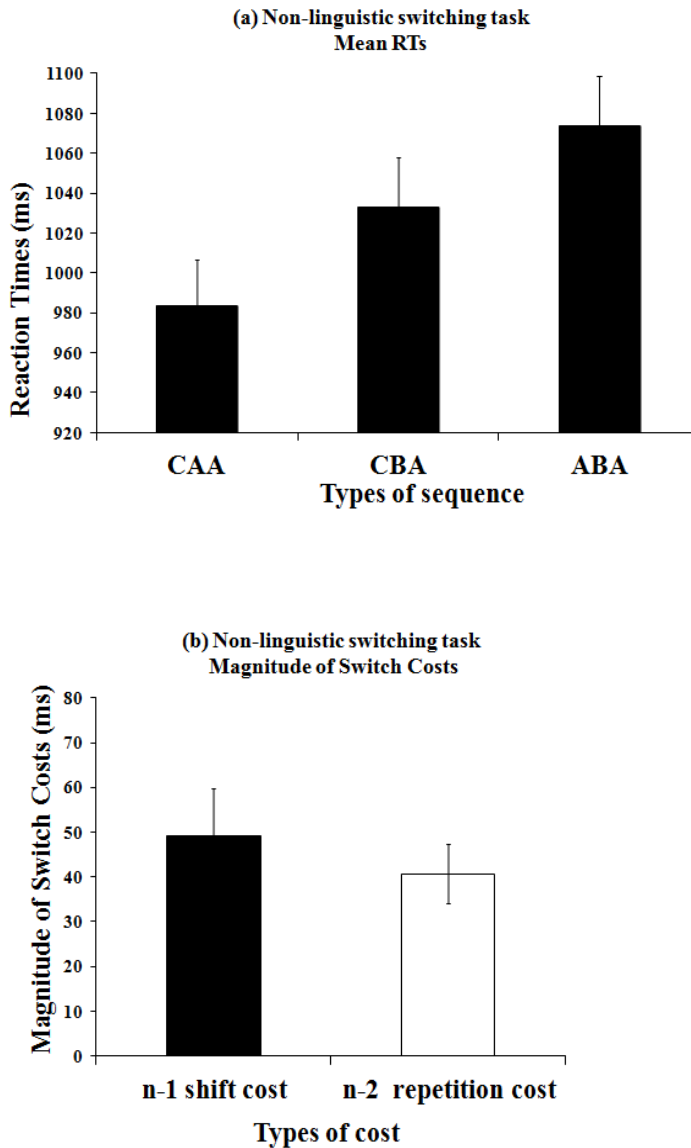 (a) Non-linguistic switching task
Mean RTs
Reaction Times (ms)
1100
1080
1060
1040
1020
1000
980
960
940
920
CAA CBA ABA
Types of sequence
(b) Non-linguistic switching task
Magnitude of Switch Costs
Magnitude of Switch Costs (ms)
80
70
60
50
40
30
20
10
0
n-1 shift cost n-2 repetition cost
Types of cost